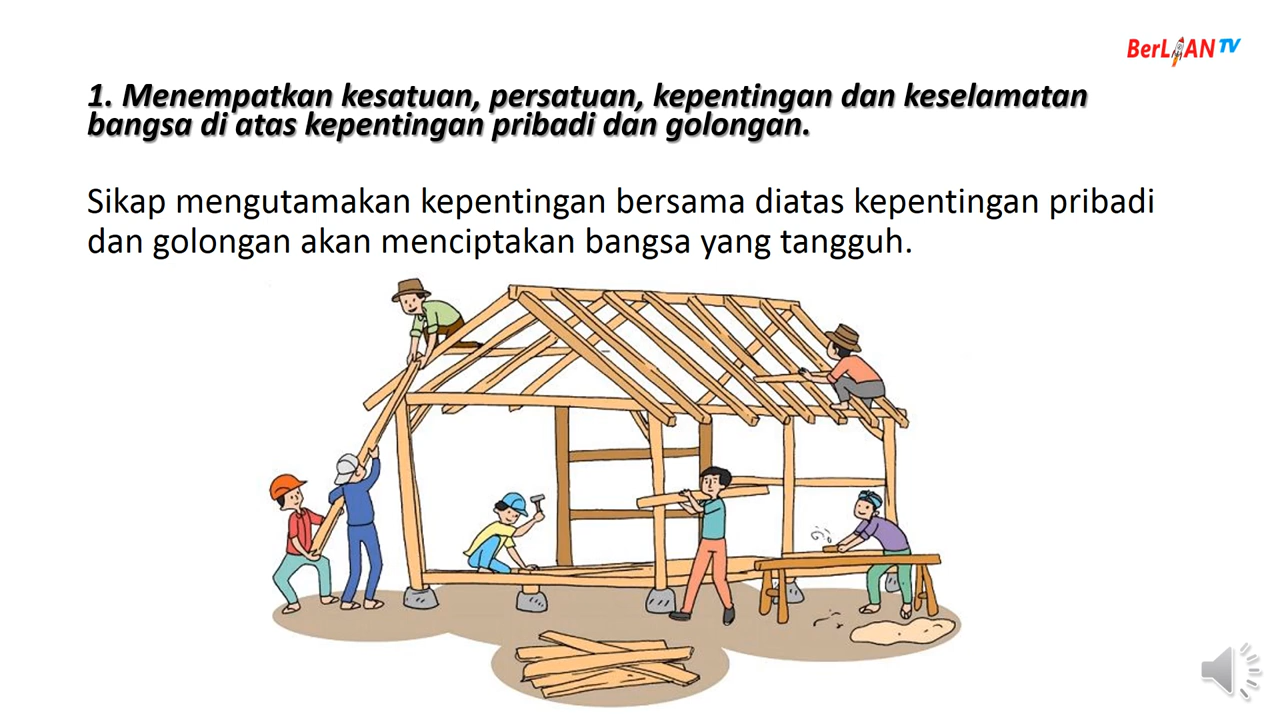 BerLIAN TV
1. Menempatkan kesatuan, persatuan, kepentingan dan keselamatan
bangsa di atas kepentingan pribadi dan golongan.
Sikap mengutamakan kepentingan bersama diatas kepentingan pribadi
dan golongan akan menciptakan bangsa yang tangguh.